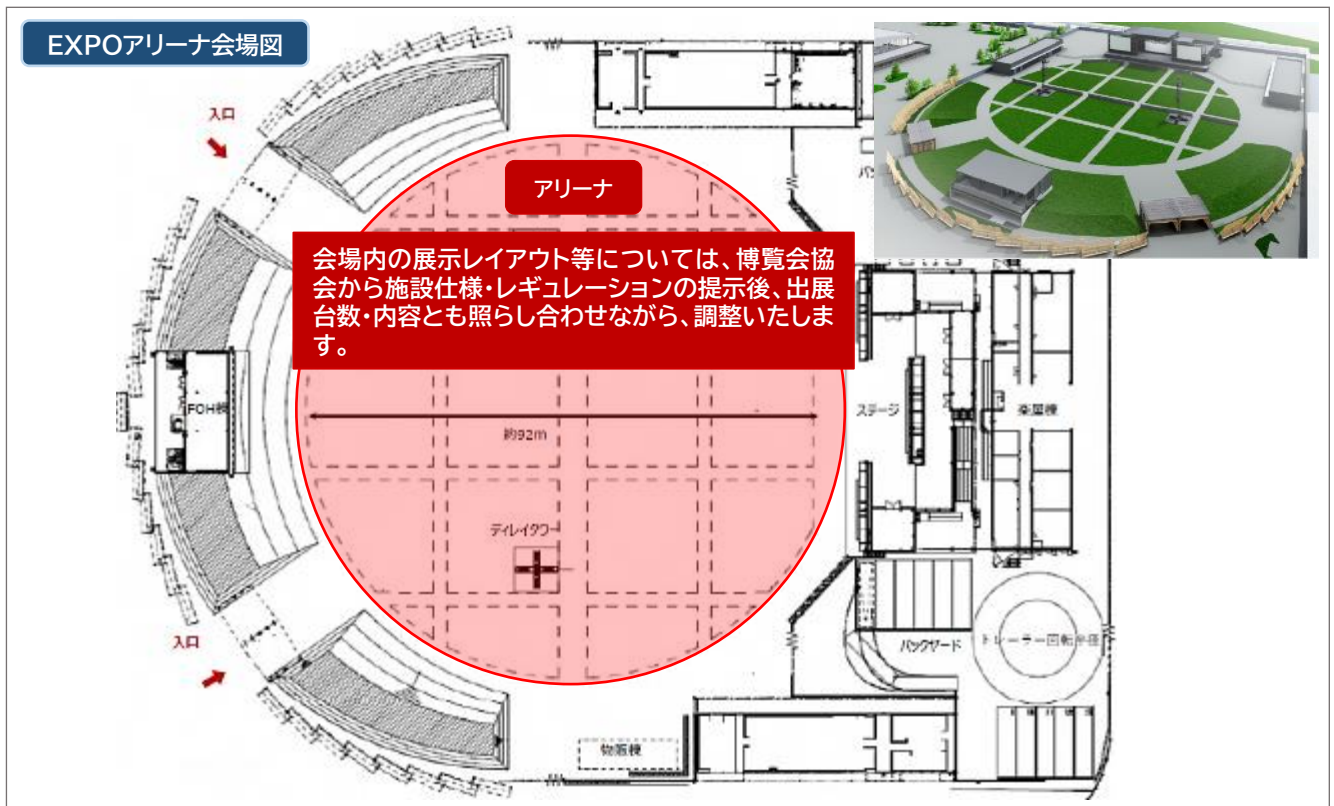 EXPOアリーナ会場図
入口
アリーナ
会場内の展示レイアウト等については、博覧会協
会から施設仕様・レギュレーションの提示後、出展
台数・内容とも照らし合わせながら、調整いたしま
す。
FOH棟
約92m
ステージ
楽屋棟
ディレイタワー
入口
バックヤード
トレーラー回転半径
物販棟